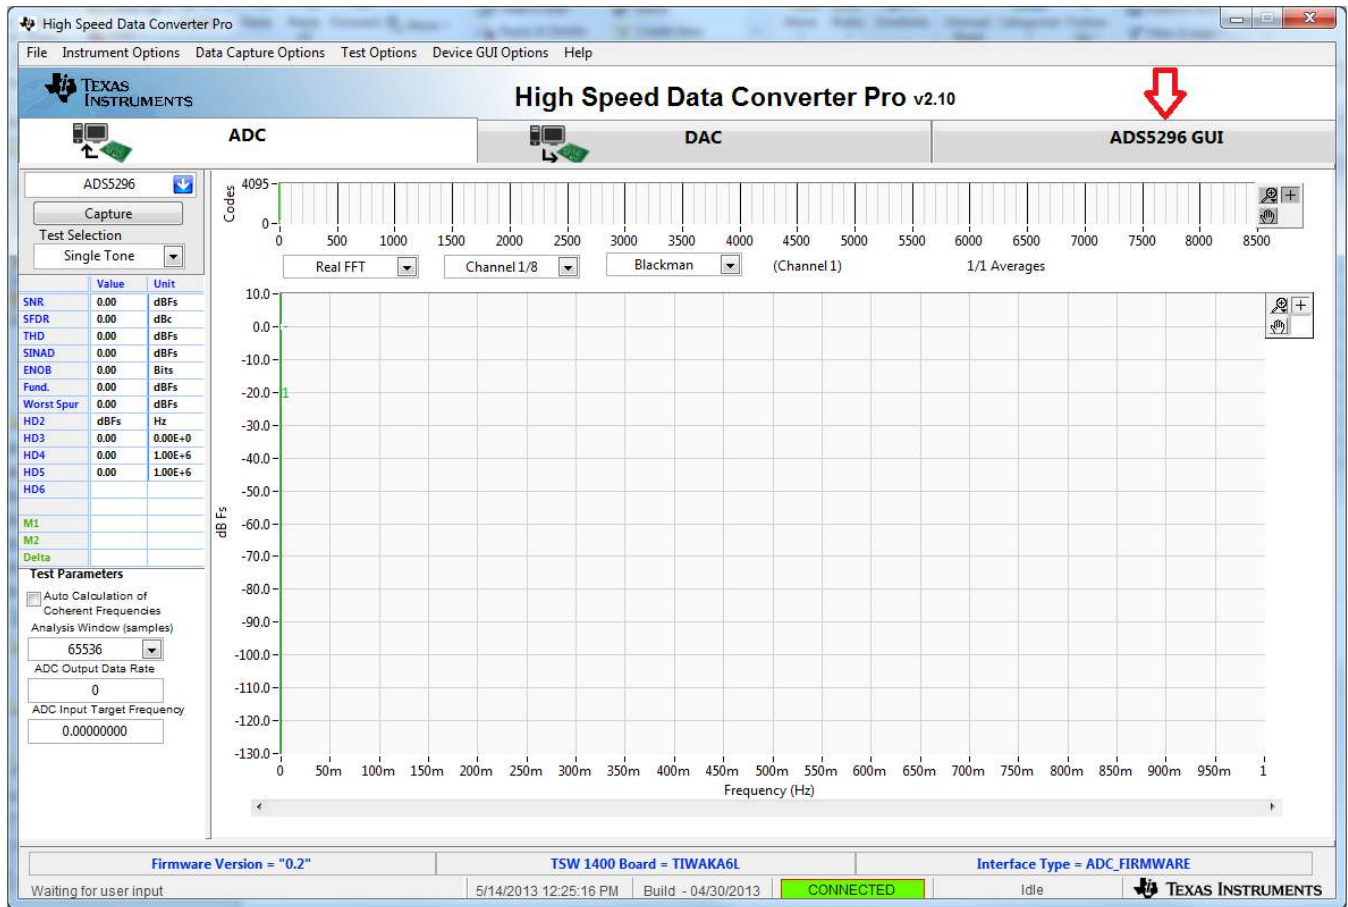 High Speed Data Converter Pro
File Instrument Options Data Capture Options Test Options Device GUI Options Help
TEXAS INSTRUMENTS
High Speed Data Converter Pro v2.10
ADC DAC ADS5296 GUI
ADS5296
Capture
Test Selection
Single Tone
Value Unit
SNR 0.00 dBFs
SFDR 0.00 dBc
THD 0.00 dBFs
SINAD 0.00 dBFs
ENOB 0.00 Bits
Fund. 0.00 dBFs
Worst Spur 0.00 dBFs
HD2 dBFs Hz
HD3 0.00 0.00E+0
HD4 0.00 1.00E+6
HD5 0.00 1.00E+6
HD6
M1
M2
Delta
Test Parameters
Auto Calculation of
Coherent Frequencies
Analysis Window (samples)
65536
ADC Output Data Rate
0
ADC Input Target Frequency
0.00000000
Codes
4095
0
0 500 1000 1500 2000 2500 3000 3500 4000 4500 5000 5500 6000 6500 7000 7500 8000 8500
Real FFT Channel 1/8 Blackman (Channel 1) 1/1 Averages
10.0
0.0
-10.0
-20.0
1
-30.0
-40.0
-50.0
dB Fs
-60.0
-70.0
-80.0
-90.0
-100.0
-110.0
-120.0
-130.0
0 50m 100m 150m 200m 250m 300m 350m 400m 450m 500m 550m 600m 650m 700m 750m 800m 850m 900m 950m 1
Frequency (Hz)
Firmware Version = "0.2" TSW 1400 Board = TIWAKA6L Interface Type = ADC_FIRMWARE
Waiting for user input 5/14/2013 12:25:16 PM Build - 04/30/2013 CONNECTED Idle TEXAS INSTRUMENTS